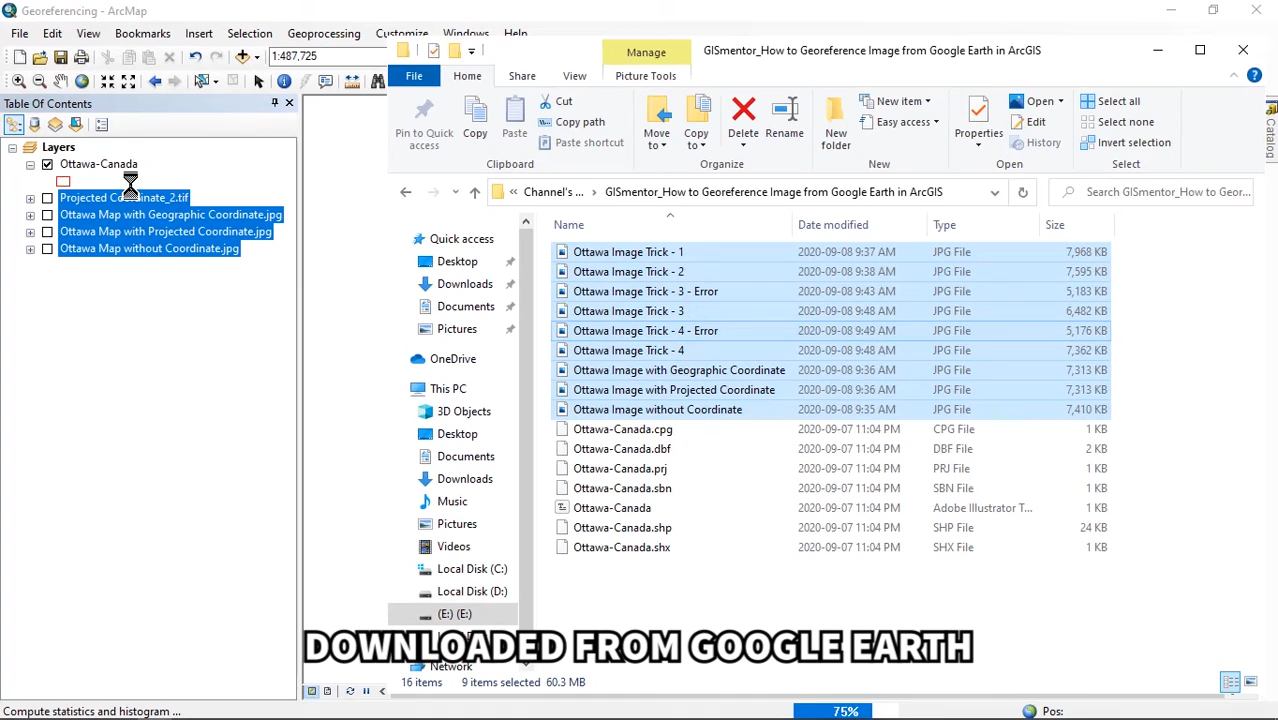 Georeferencing - ArcMap
File Edit View Bookmarks Insert Selection Geoprocessing Customize Windows Help
1:487,725
Table Of Contents
Layers
Ottawa-Canada
Projected Coordinate_2.tif
Ottawa Map with Geographic Coordinate.jpg
Ottawa Map with Projected Coordinate.jpg
Ottawa Map without Coordinate.jpg
Manage
GISmentor_How to Georeference Image from Google Earth in ArcGIS
File Home Share View Picture Tools
Pin to Quick access
Copy
Paste
Cut
Copy path
Paste shortcut
Clipboard
Move to
Copy to
Delete
Rename
Organize
New folder
New item
Easy access
New
Properties
Open
Edit
History
Open
Select all
Select none
Invert selection
Select
Catalog
« Channel's ... > GISmentor_How to Georeference Image from Google Earth in ArcGIS
Search GISmentor_How to Geor...
Name Date modified Type Size
Quick access
Desktop
Downloads
Documents
Pictures
OneDrive
This PC
3D Objects
Desktop
Documents
Downloads
Music
Pictures
Videos
Local Disk (C:)
Local Disk (D:)
(E:) (E:)
Network
Ottawa Image Trick - 1 2020-09-08 9:37 AM JPG File 7,968 KB
Ottawa Image Trick - 2 2020-09-08 9:38 AM JPG File 7,595 KB
Ottawa Image Trick - 3 - Error 2020-09-08 9:43 AM JPG File 5,183 KB
Ottawa Image Trick - 3 2020-09-08 9:43 AM JPG File 6,482 KB
Ottawa Image Trick - 4 - Error 2020-09-08 9:49 AM JPG File 5,176 KB
Ottawa Image Trick - 4 2020-09-08 9:48 AM JPG File 7,362 KB
Ottawa Image with Geographic Coordinate 2020-09-08 9:36 AM JPG File 7,313 KB
Ottawa Image with Projected Coordinate 2020-09-08 9:36 AM JPG File 7,313 KB
Ottawa Image without Coordinate 2020-09-08 9:35 AM JPG File 7,410 KB
Ottawa-Canada.cpg 2020-09-07 11:04 PM CPG File 1 KB
Ottawa-Canada.dbf 2020-09-07 11:04 PM DBF File 2 KB
Ottawa-Canada.prj 2020-09-07 11:04 PM PRJ File 1 KB
Ottawa-Canada.sbn 2020-09-07 11:04 PM SBN File 1 KB
Ottawa-Canada 2020-09-07 11:04 PM Adobe Illustrator T... 1 KB
Ottawa-Canada.shp 2020-09-07 11:04 PM SHP File 24 KB
Ottawa-Canada.shx 2020-09-07 11:04 PM SHX File 1 KB
DOWNLOADED FROM GOOGLE EARTH
16 items 9 items selected 60.3 MB
Compute statistics and histogram ...
75%
Pos: